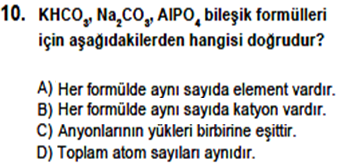 10. KHCO₃, Na₂CO₃, AlPO₄ bileşik formülleri
için aşağıdakilerden hangisi doğrudur?
A) Her formülde aynı sayıda element vardır.
B) Her formülde aynı sayıda katyon vardır.
C) Anyonlarının yükleri birbirine eşittir.
D) Toplam atom sayıları aynıdır.